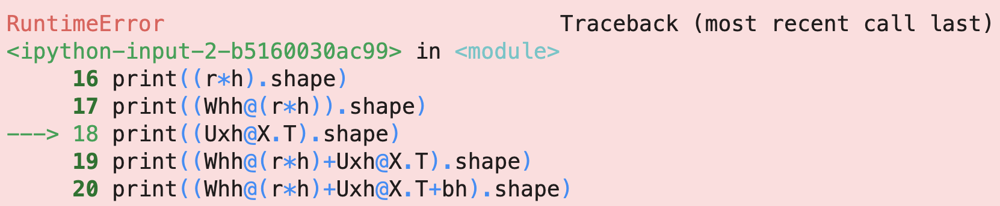 RuntimeError                              Traceback (most recent call last)
<ipython-input-2-b5160030ac99> in <module>
     16 print((r*h).shape)
     17 print((Whh@(r*h)).shape)
---> 18 print((Uxh@X.T).shape)
     19 print((Whh@(r*h)+Uxh@X.T).shape)
     20 print((Whh@(r*h)+Uxh@X.T+bh).shape)